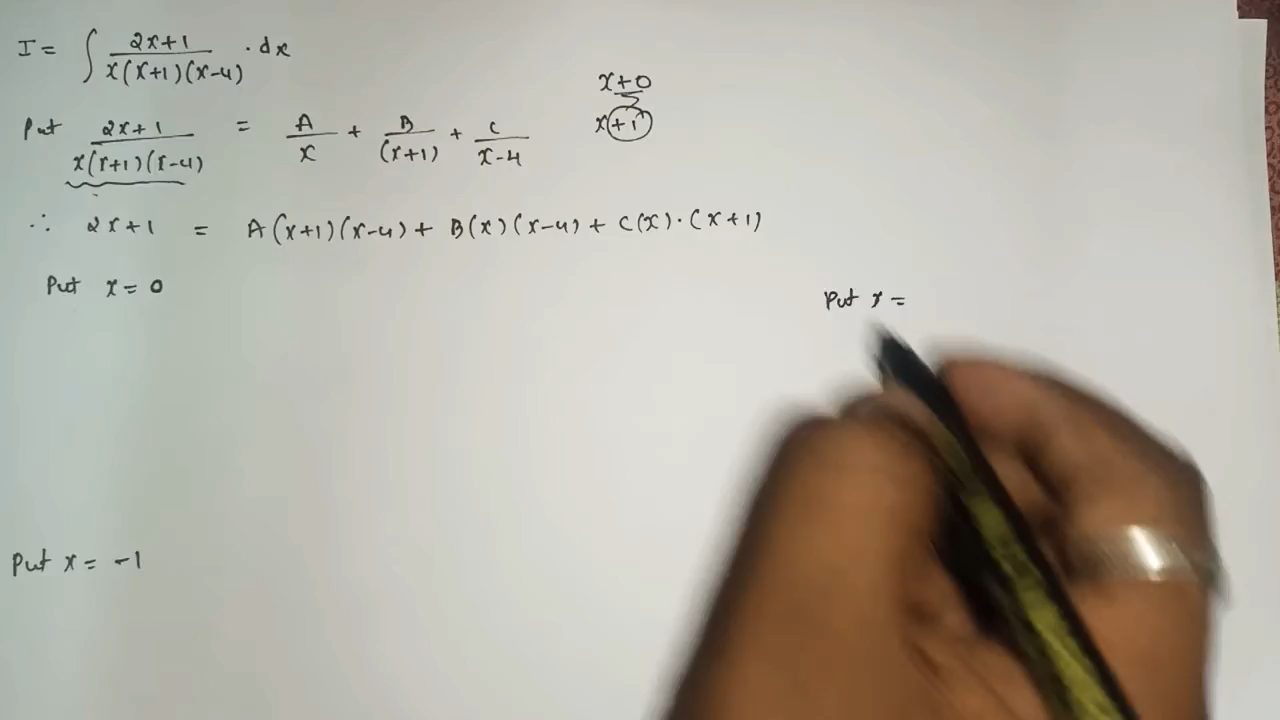 I = ∫ 2x+1 / x(x+1)(x-4) · dx
x+0
x+1
Put 2x+1 / x(x+1)(x-4) = A/x + B/(x+1) + C/x-4
∴ 2x+1 = A(x+1)(x-4) + B(x)(x-4) + C(x)·(x+1)
Put x = 0
Put x =
Put x = -1